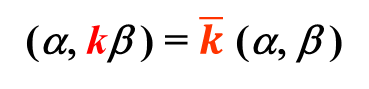 (α, kβ) = k̅ (α, β)